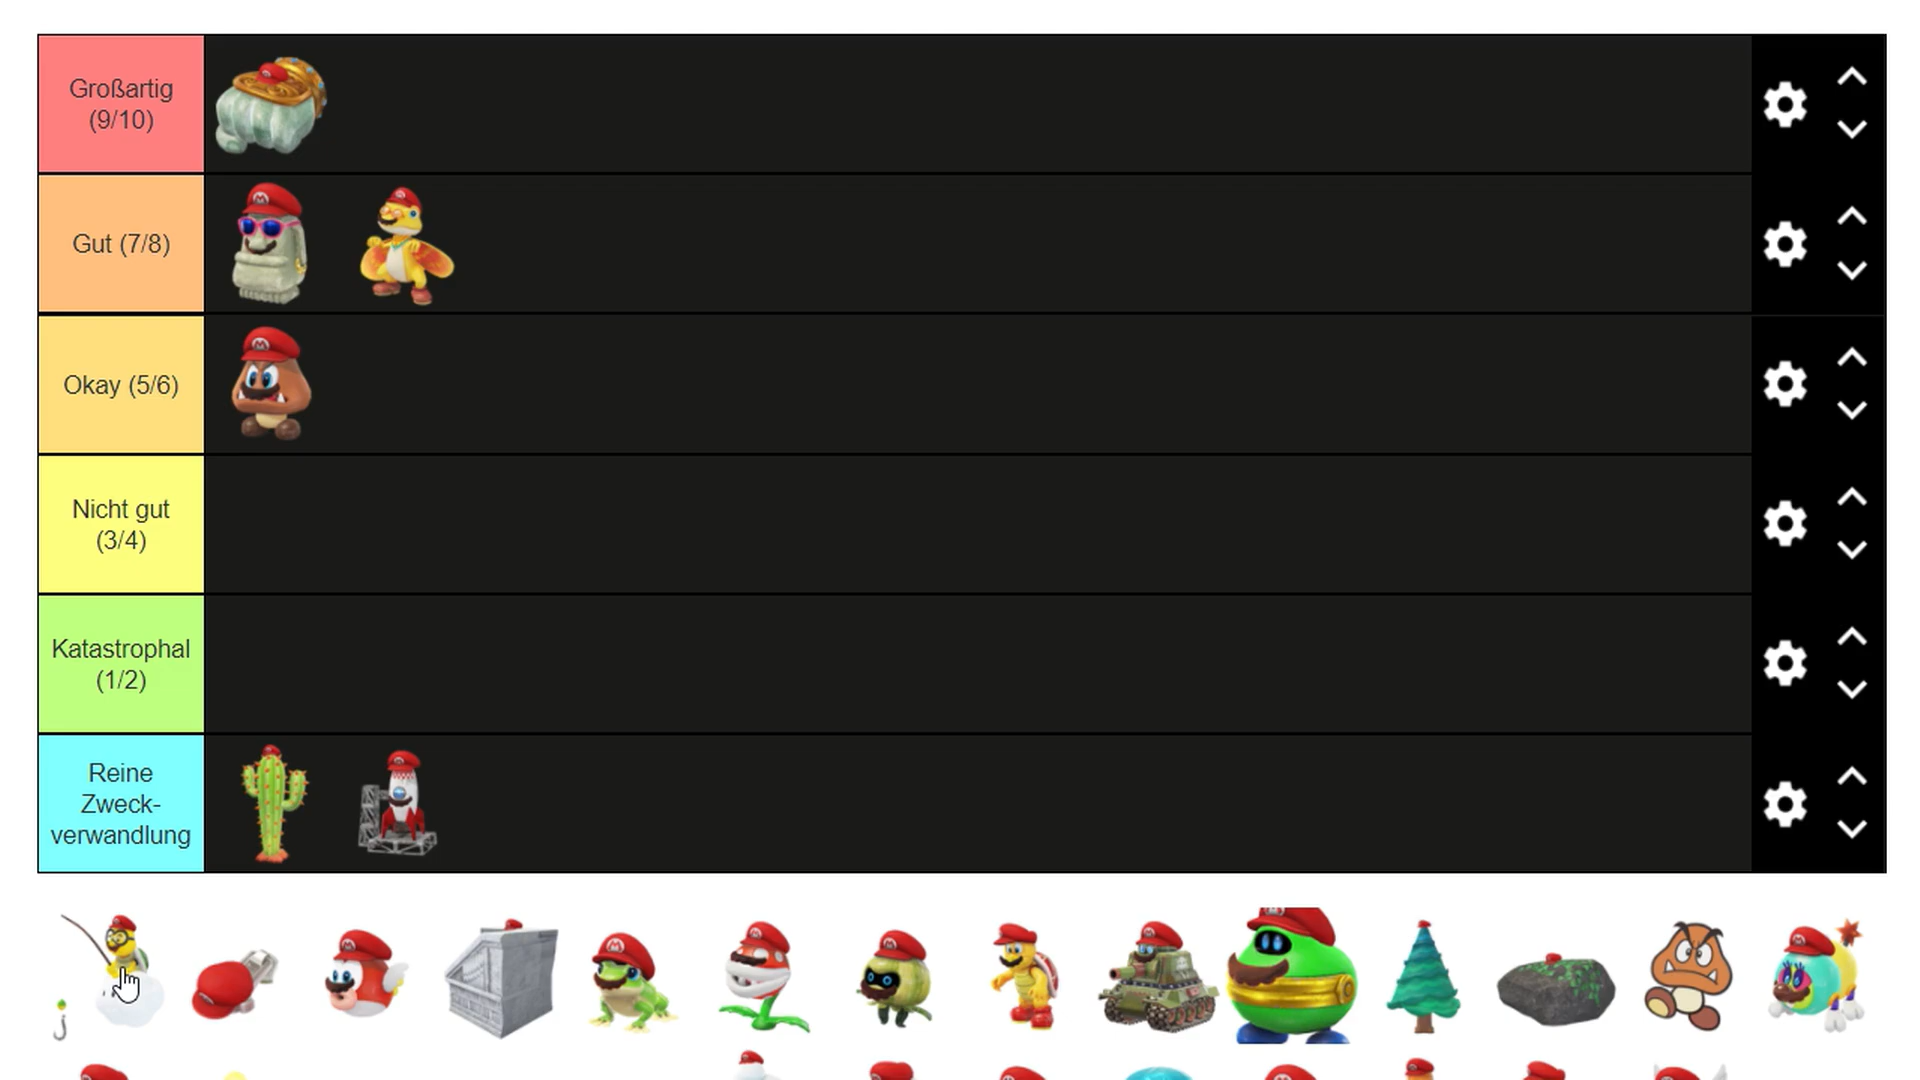 Großartig
(9/10)
Gut (7/8)
Okay (5/6)
Nicht gut
(3/4)
Katastrophal
(1/2)
Reine
Zweck-
verwandlung